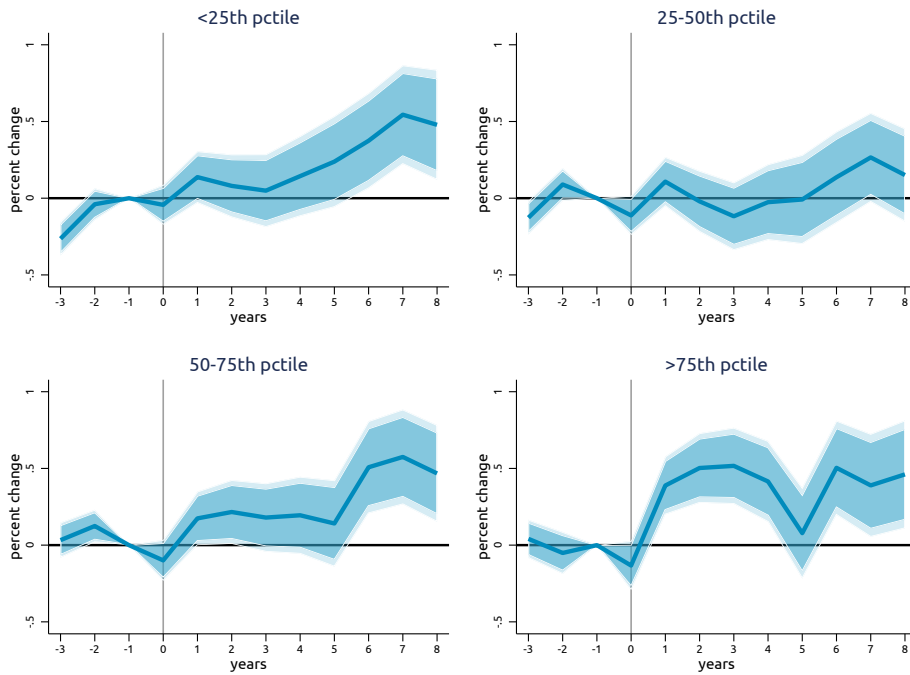 <25th pctile
percent change
1
.5
0
-.5
-3 -2 -1 0 1 2 3 4 5 6 7 8
years
25-50th pctile
percent change
1
.5
0
-.5
-3 -2 -1 0 1 2 3 4 5 6 7 8
years
50-75th pctile
percent change
1
.5
0
-.5
-3 -2 -1 0 1 2 3 4 5 6 7 8
years
>75th pctile
percent change
1
.5
0
-.5
-3 -2 -1 0 1 2 3 4 5 6 7 8
years